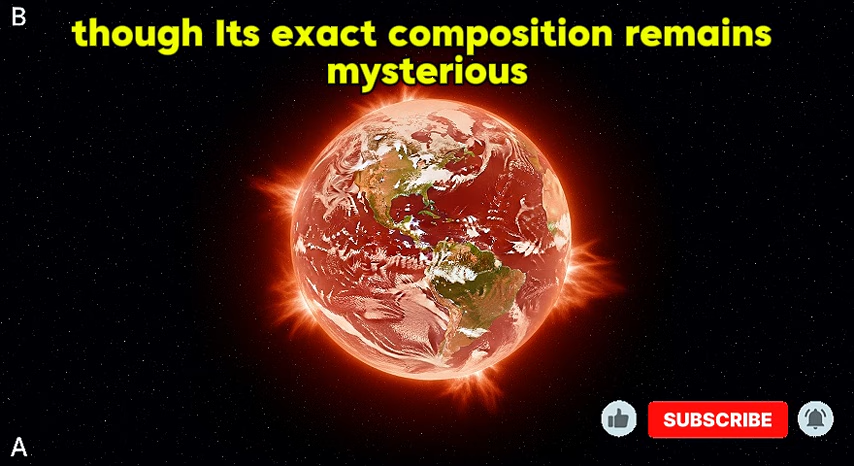 B
though Its exact composition remains
mysterious
SUBSCRIBE
A